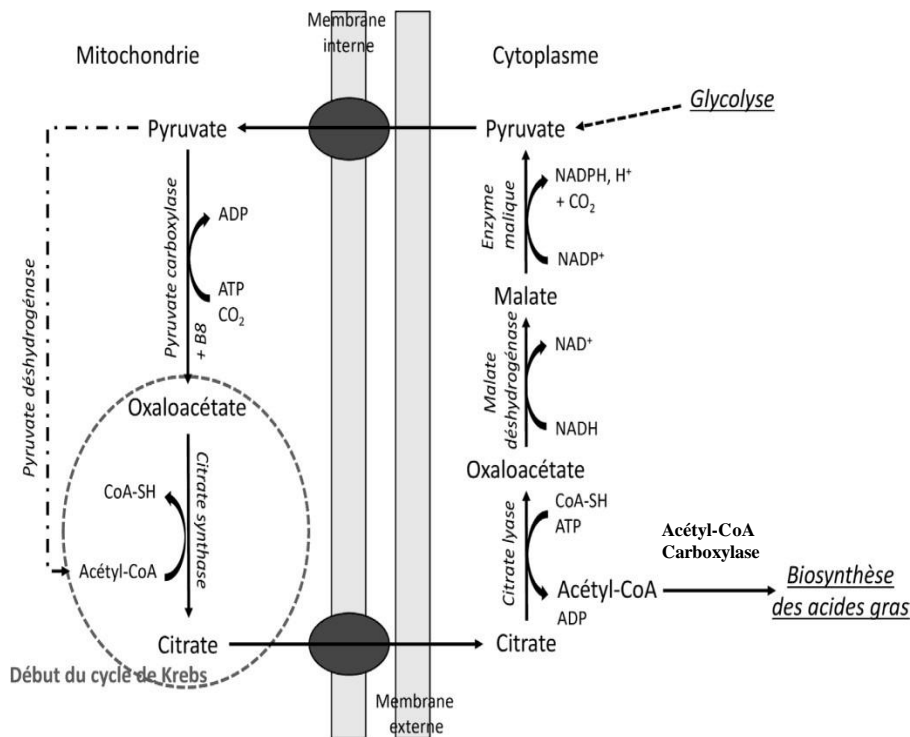 Membrane
interne
Mitochondrie
Cytoplasme
Glycolyse
Pyruvate
Pyruvate
Pyruvate déshydrogénase
Pyruvate carboxylase
+ B8
ADP
ATP
CO₂
Enzyme
malique
NADPH, H⁺
+ CO₂
NADP⁺
Malate
Malate
déshydrogénase
NAD⁺
NADH
Oxaloacétate
Oxaloacétate
Citrate synthase
CoA-SH
Acétyl-CoA
Citrate lyase
CoA-SH
ATP
Acétyl-CoA
ADP
Acétyl-CoA
Carboxylase
Biosynthèse
des acides gras
Citrate
Citrate
Début du cycle de Krebs
Membrane
externe